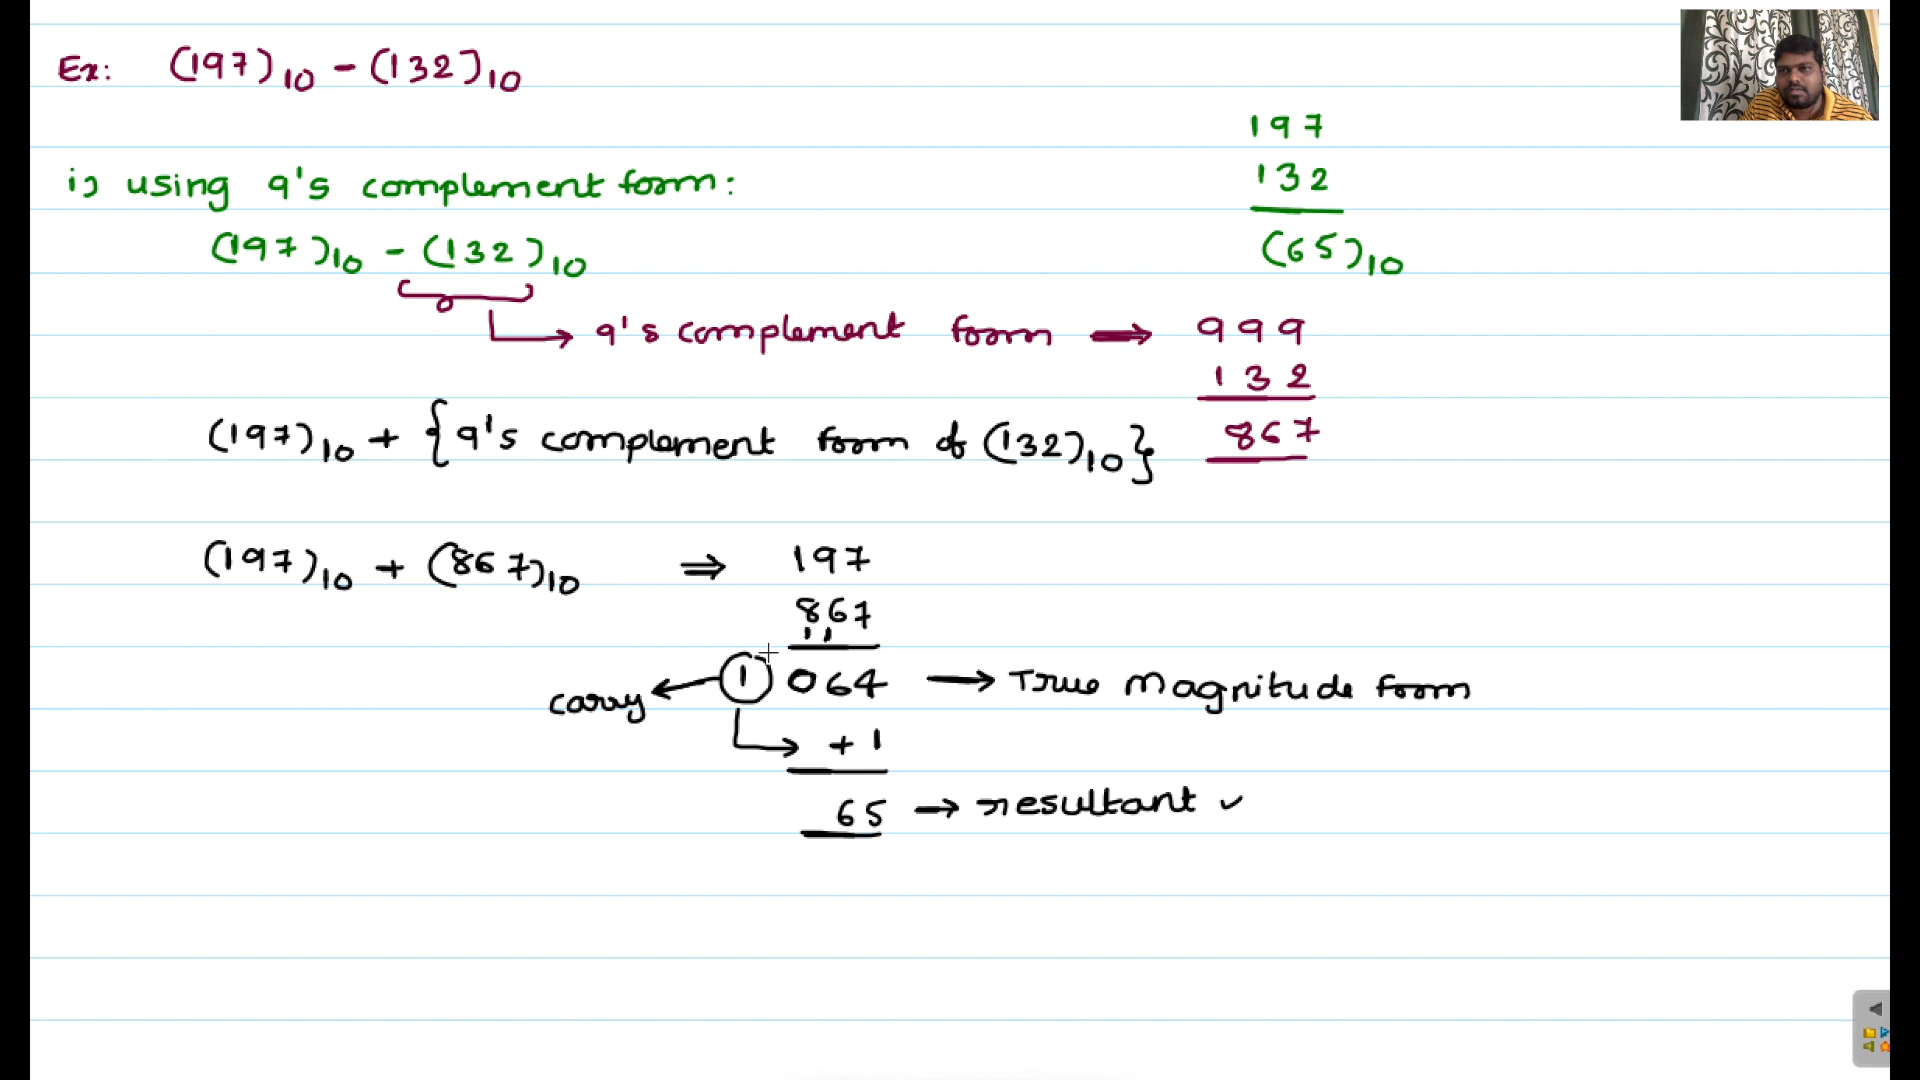 Ex: (197)10 - (132)10
197
132
(65)10
i) using 9's complement form:
(197)10 - (132)10
→ 9's complement form ⇒ 999
132
867
(197)10 + {9's complement form of (132)10}
(197)10 + (867)10 ⇒ 197
867
1 1
carry ← 1 064 → True magnitude form
→ + 1
65 → resultant ✓